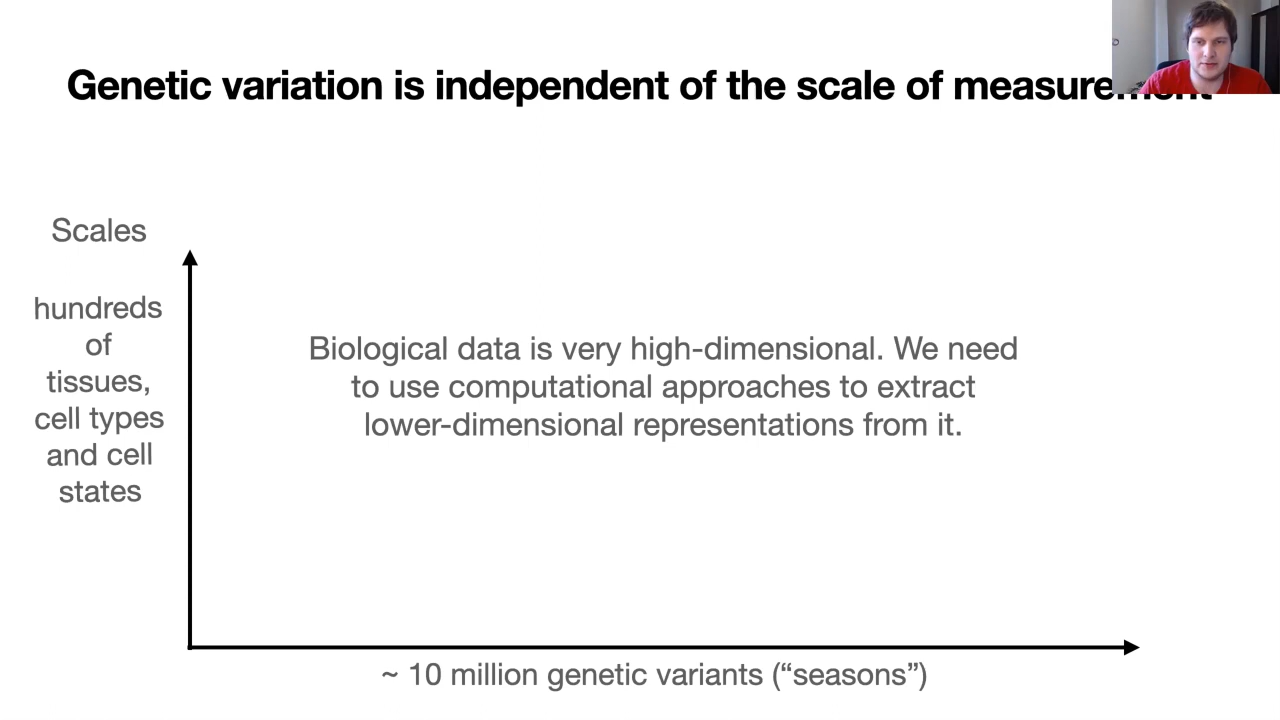 Genetic variation is independent of the scale of measurement
Scales
hundreds
of
tissues,
cell types
and cell
states
Biological data is very high-dimensional. We need
to use computational approaches to extract
lower-dimensional representations from it.
~ 10 million genetic variants (“seasons”)